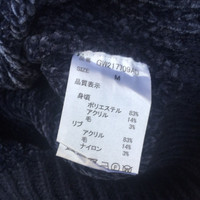 SIZE: M
品質表示
身頃
ポリエステル 83%
アクリル 14%
毛 3%
リブ
アクリル 83%
毛 14%
ナイロン 3%